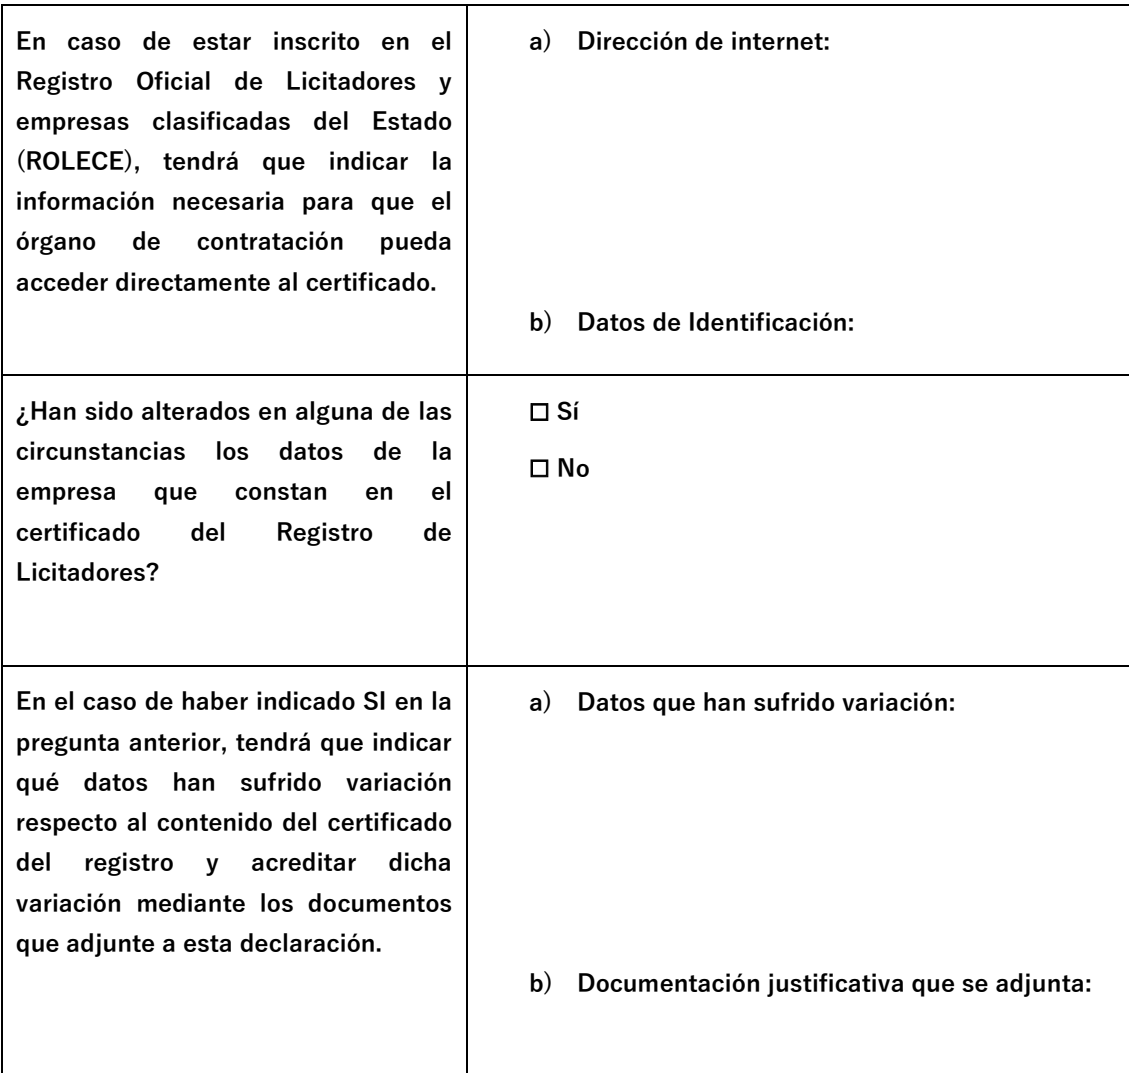 En caso de estar inscrito en el
Registro Oficial de Licitadores y
empresas clasificadas del Estado
(ROLECE), tendrá que indicar la
información necesaria para que el
órgano de contratación pueda
acceder directamente al certificado.
a) Dirección de internet:
b) Datos de Identificación:
¿Han sido alterados en alguna de las
circunstancias los datos de la
empresa que constan en el
certificado del Registro de
Licitadores?
☐ Sí
☐ No
En el caso de haber indicado SI en la
pregunta anterior, tendrá que indicar
qué datos han sufrido variación
respecto al contenido del certificado
del registro y acreditar dicha
variación mediante los documentos
que adjunte a esta declaración.
a) Datos que han sufrido variación:
b) Documentación justificativa que se adjunta: